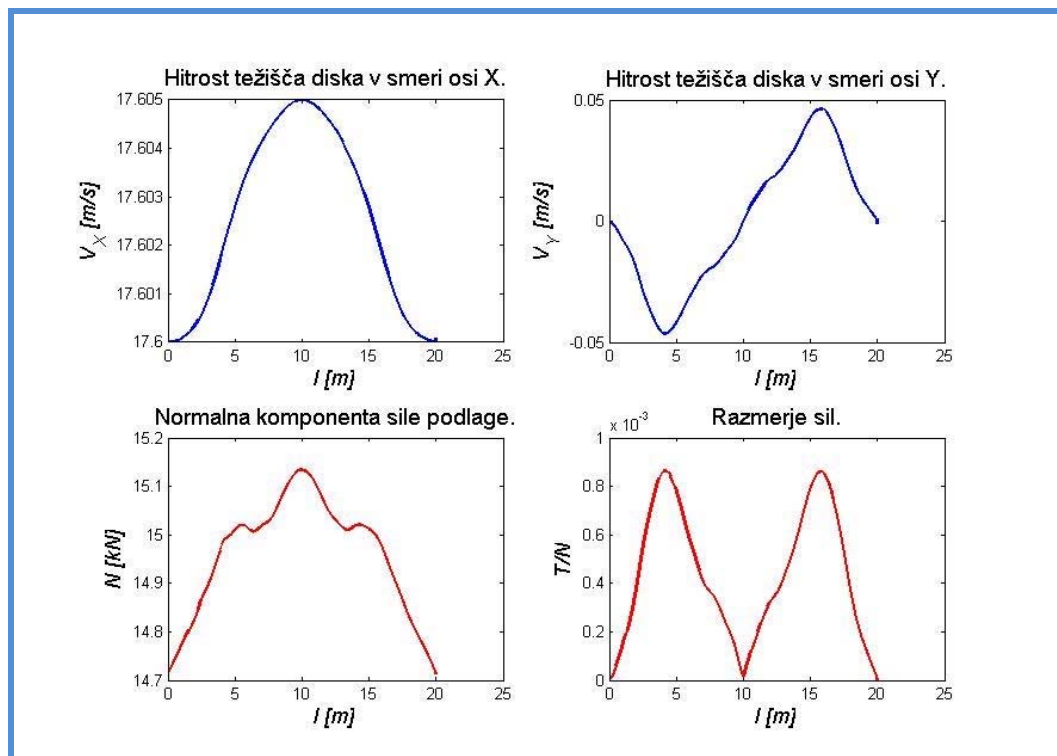 Hitrost težišča diska v smeri osi X.
17.605
17.604
17.603
17.602
17.601
17.6
V_X [m/s]
0 5 10 15 20 25
l [m]
Hitrost težišča diska v smeri osi Y.
0.05
0
-0.05
V_Y [m/s]
0 5 10 15 20 25
l [m]
Normalna komponenta sile podlage.
15.2
15.1
15
14.9
14.8
14.7
N [kN]
0 5 10 15 20 25
l [m]
Razmerje sil.
x 10^-3
1
0.8
0.6
0.4
0.2
0
T/N
0 5 10 15 20 25
l [m]